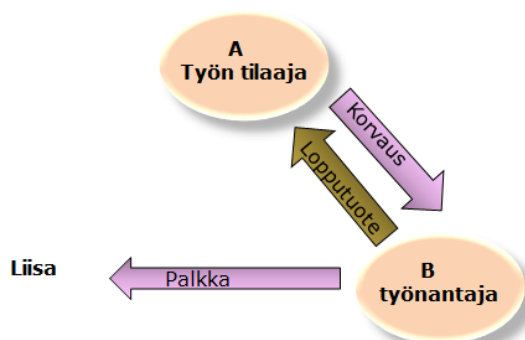 A
Työn tilaaja
Korvaus
Lopputuote
Liisa
Palkka
B
työnantaja